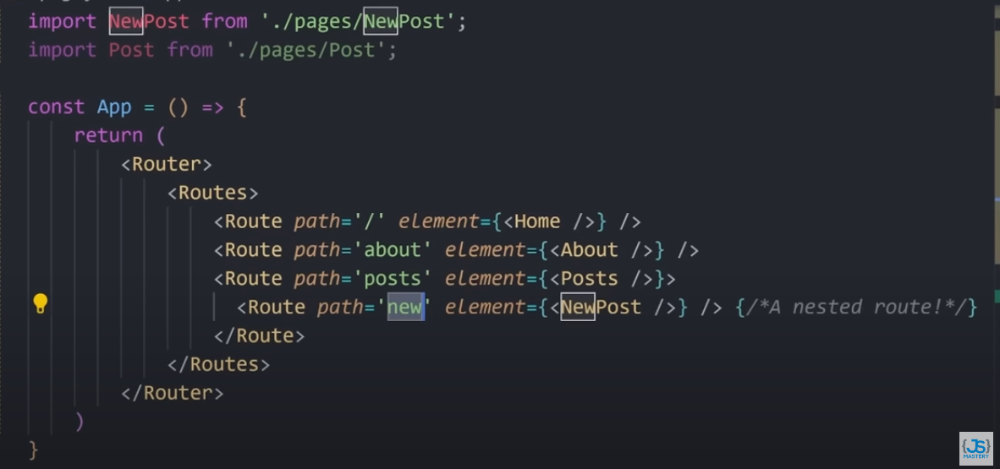 import NewPost from './pages/NewPost';
import Post from './pages/Post';
const App = () => {
return (
<Router>
<Routes>
<Route path='/' element={<Home />} />
<Route path='about' element={<About />} />
<Route path='posts' element={<Posts />}>
<Route path='new' element={<NewPost />} /> {/*A nested route!*/}
</Route>
</Routes>
</Router>
)
}
{JS}
MASTERY